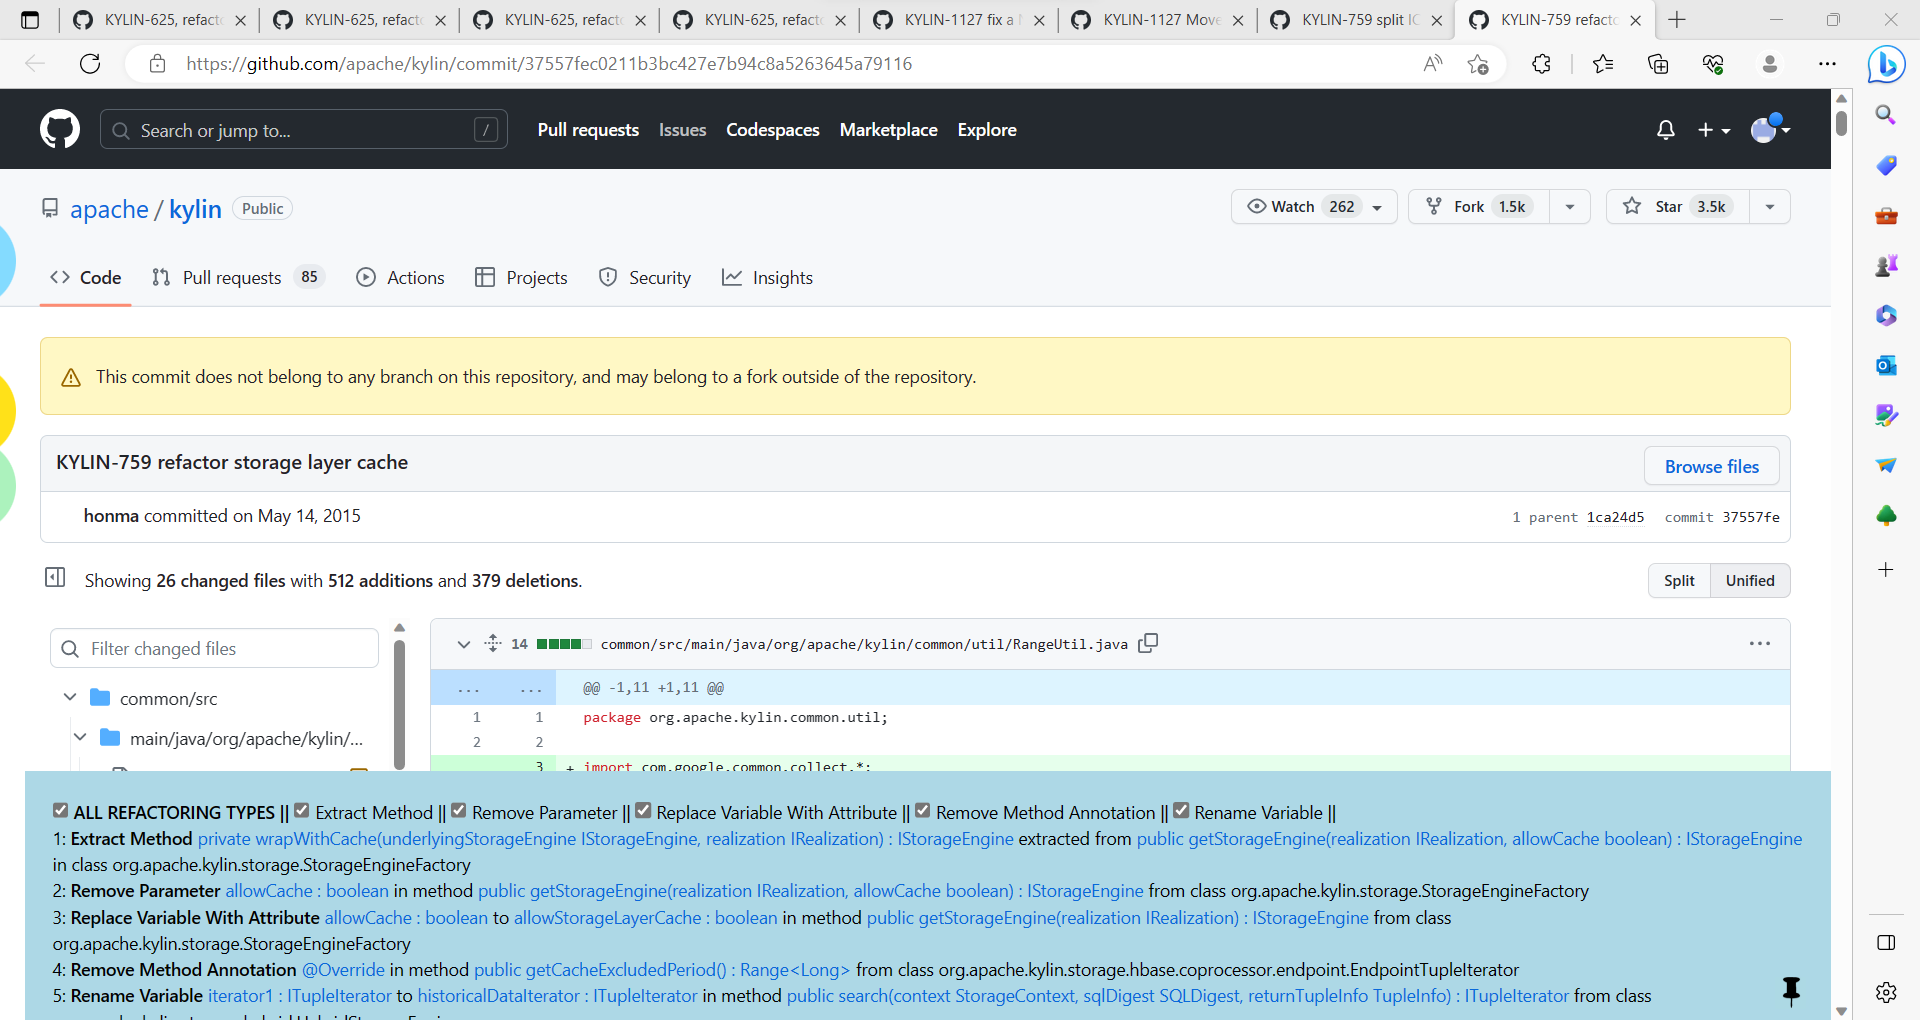 KYLIN-625, refacto
KYLIN-625, refacto
KYLIN-625, refacto
KYLIN-625, refacto
KYLIN-1127 fix a
KYLIN-1127 Move
KYLIN-759 split
KYLIN-759 refacto
https://github.com/apache/kylin/commit/37557fec0211b3bc427e7b94c8a5263645a79116
Search or jump to... /
Pull requests Issues Codespaces Marketplace Explore
apache / kylin Public
Watch 262 Fork 1.5k Star 3.5k
Code Pull requests 85 Actions Projects Security Insights
This commit does not belong to any branch on this repository, and may belong to a fork outside of the repository.
KYLIN-759 refactor storage layer cache
Browse files
honma committed on May 14, 2015
1 parent 1ca24d5 commit 37557fe
Showing 26 changed files with 512 additions and 379 deletions.
Split Unified
Filter changed files
common/src
main/java/org/apache/kylin/...
14 common/src/main/java/org/apache/kylin/common/util/RangeUtil.java
... ... @@ -1,11 +1,11 @@
1 1 package org.apache.kylin.common.util;
2 2
3 + import com.google.common.collect.*;
ALL REFACTORING TYPES || Extract Method || Remove Parameter || Replace Variable With Attribute || Remove Method Annotation || Rename Variable ||
1: Extract Method private wrapWithCache(underlyingStorageEngine IStorageEngine, realization IRealization) : IStorageEngine extracted from public getStorageEngine(realization IRealization, allowCache boolean) : IStorageEngine
in class org.apache.kylin.storage.StorageEngineFactory
2: Remove Parameter allowCache : boolean in method public getStorageEngine(realization IRealization, allowCache boolean) : IStorageEngine from class org.apache.kylin.storage.StorageEngineFactory
3: Replace Variable With Attribute allowCache : boolean to allowStorageLayerCache : boolean in method public getStorageEngine(realization IRealization) : IStorageEngine from class
org.apache.kylin.storage.StorageEngineFactory
4: Remove Method Annotation @Override in method public getCacheExcludedPeriod() : Range<Long> from class org.apache.kylin.storage.hbase.coprocessor.endpoint.EndpointTupleIterator
5: Rename Variable iterator1 : ITupleIterator to historicalDataIterator : ITupleIterator in method public search(context StorageContext, sqlDigest SQLDigest, returnTupleInfo TupleInfo) : ITupleIterator from class